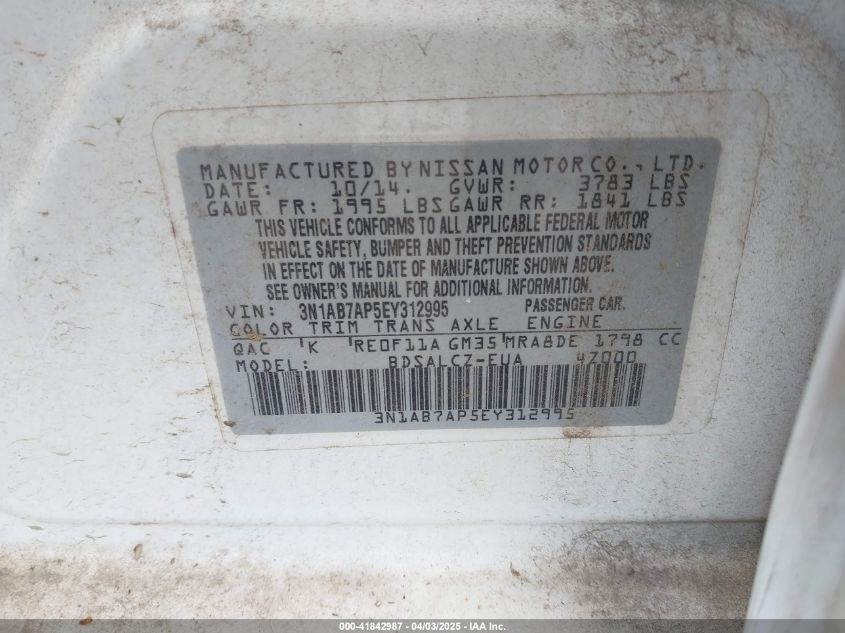 MANUFACTURED BY NISSAN MOTOR CO., LTD.
DATE: 10/14. GVWR: 3783 LBS
GAWR FR: 1995 LBS GAWR RR: 1841 LBS
THIS VEHICLE CONFORMS TO ALL APPLICABLE FEDERAL MOTOR
VEHICLE SAFETY, BUMPER AND THEFT PREVENTION STANDARDS
IN EFFECT ON THE DATE OF MANUFACTURE SHOWN ABOVE.
SEE OWNER'S MANUAL FOR ADDITIONAL INFORMATION.
VIN: 3N1AB7AP5EY312995 PASSENGER CAR.
COLOR TRIM TRANS AXLE ENGINE
QAC K RE0F11A GM35 MRA8DE 1798 CC
MODEL: BDSALCZ-EUA 4Z000
3N1AB7AP5EY312995
000-41842987 - 04/03/2025 - IAA Inc.